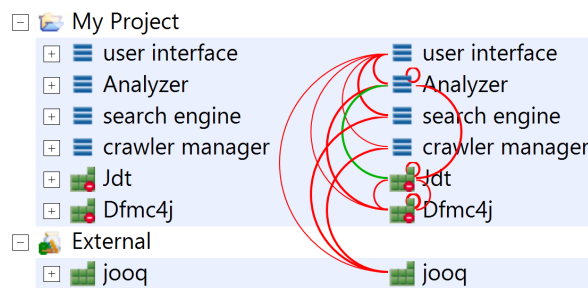 My Project
user interface user interface
Analyzer Analyzer
search engine search engine
crawler manager crawler manager
Jdt Jdt
Dfmc4j Dfmc4j
External
jooq jooq